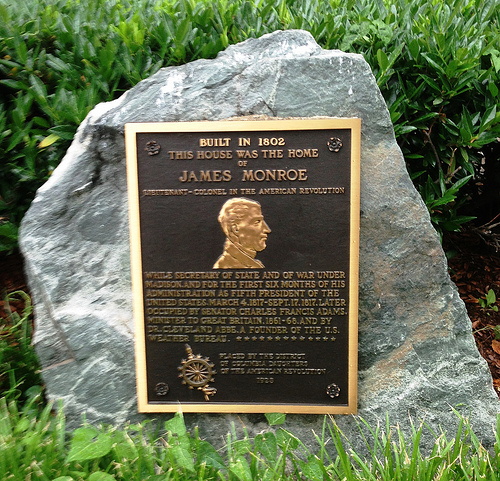 BUILT IN 1802
THIS HOUSE WAS THE HOME
OF
JAMES MONROE
LIEUTENANT-COLONEL IN THE AMERICAN REVOLUTION
WHILE SECRETARY OF STATE AND OF WAR UNDER
MADISON, AND FOR THE FIRST SIX MONTHS OF HIS
ADMINISTRATION AS FIFTH PRESIDENT OF THE
UNITED STATES, MARCH 4, 1817-SEPT. 17, 1817. LATER
OCCUPIED BY SENATOR CHARLES FRANCIS ADAMS,
MINISTER TO GREAT BRITAIN, 1861-68, AND BY
DR. CLEVELAND ABBE, A FOUNDER OF THE U.S.
WEATHER BUREAU.
PLACED BY THE DISTRICT
OF COLUMBIA DAUGHTERS
OF THE AMERICAN REVOLUTION